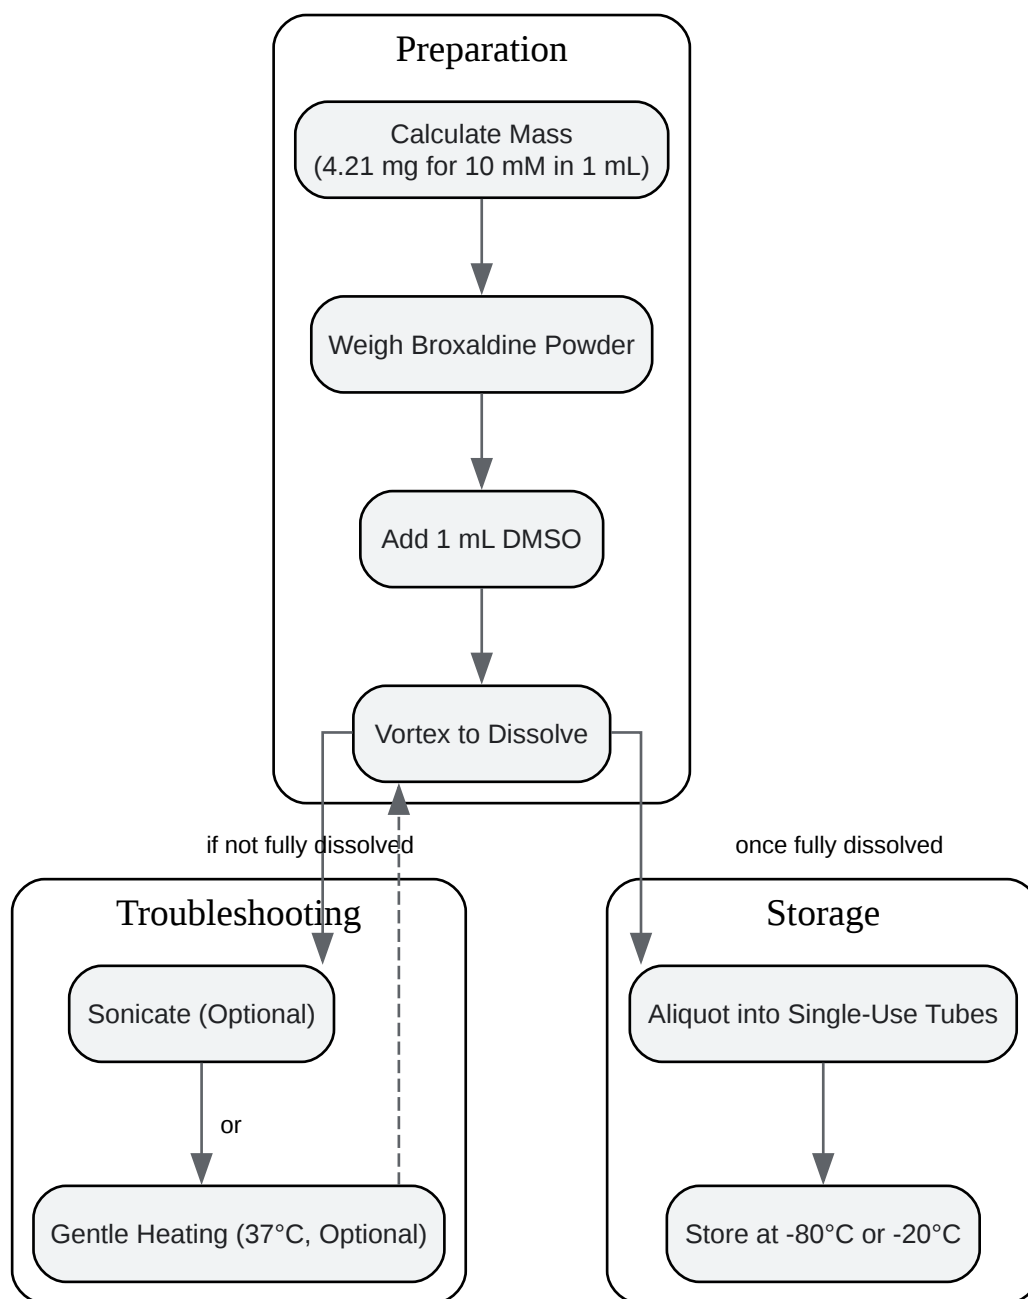 Preparation
Calculate Mass
(4.21 mg for 10 mM in 1 mL)
Weigh Broxaldine Powder
Add 1 mL DMSO
Vortex to Dissolve
if not fully dissolved
once fully dissolved
Troubleshooting
Sonicate (Optional)
or
Gentle Heating (37°C, Optional)
Storage
Aliquot into Single-Use Tubes
Store at -80°C or -20°C